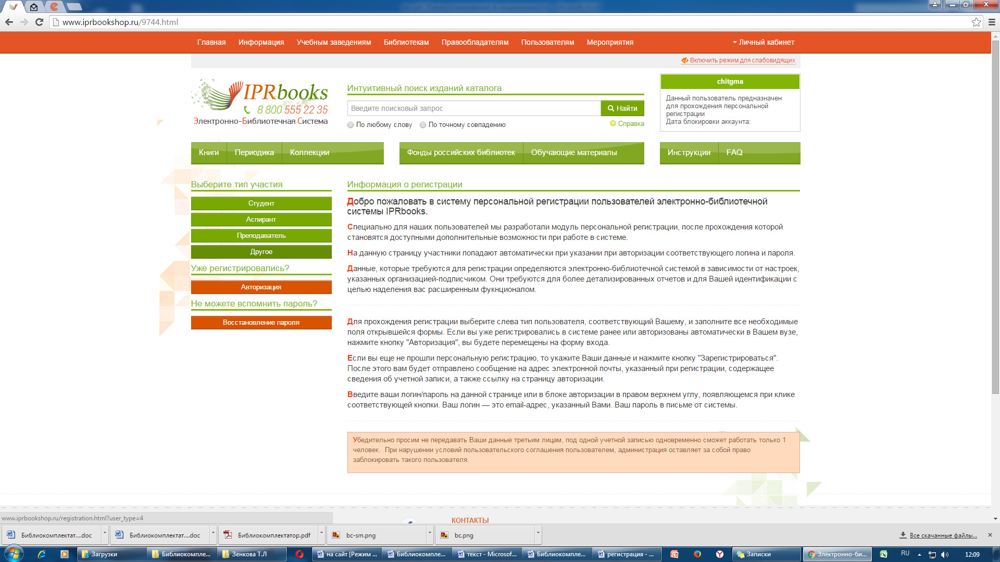 www.iprbookshop.ru/9744.html
Главная Информация Учебным заведениям Библиотекам Правообладателям Пользователям Мероприятия Личный кабинет
Включить режим для слабовидящих
IPRbooks
8 800 555 22 35
Электронно-Библиотечная Система
Интуитивный поиск изданий каталога
Введите поисковый запрос Найти
По любому слову По точному совпадению Справка
chitgma
Данный пользователь предназначен
для прохождения персональной
регистрации
Дата блокировки аккаунта:
Книги Периодика Коллекции Фонды российских библиотек Обучающие материалы Инструкции FAQ
Выберите тип участия
Студент
Аспирант
Преподаватель
Другое
Уже регистрировались?
Авторизация
Не можете вспомнить пароль?
Восстановление пароля
Информация о регистрации
Добро пожаловать в систему персональной регистрации пользователей электронно-библиотечной
системы IPRbooks.
Специально для наших пользователей мы разработали модуль персональной регистрации, после прохождения которой
становятся доступными дополнительные возможности при работе в системе.
На данную страницу участники попадают автоматически при указании при авторизации соответствующего логина и пароля.
Данные, которые требуются для регистрации определяются электронно-библиотечной системой в зависимости от настроек,
указанных организацией-подписчиком. Они требуются для более детализированных отчетов и для Вашей идентификации с
целью наделения вас расширенным фукнционалом.
Для прохождения регистрации выберите слева тип пользователя, соответствующий Вашему, и заполните все необходимые
поля открывшейся формы. Если вы уже регистрировались в системе ранее или авторизованы автоматически в Вашем вузе,
нажмите кнопку "Авторизация", вы будете перемещены на форму входа.
Если вы еще не прошли персональную регистрацию, то укажите Ваши данные и нажмите кнопку "Зарегистрироваться".
После этого вам будет отправлено сообщение на адрес электронной почты, указанный при регистрации, содержащее
сведения об учетной записи, а также ссылку на страницу авторизации.
Введите ваши логин/пароль на данной странице или в блоке авторизации в правом верхнем углу, появляющемся при клике
соответствующей кнопки. Ваш логин — это email-адрес, указанный Вами. Ваш пароль в письме от системы.
Убедительно просим не передавать Ваши данные третьим лицам, под одной учетной записью одновременно сможет работать только 1
человек. При нарушении условий пользовательского соглашения пользователем, администрация оставляет за собой право
заблокировать такого пользователя.
www.iprbookshop.ru/registration.html?user_type=4
КОНТАКТЫ
Библиокомплектат....doc Библиокомплектат....doc Библиокомплектатор.pdf bc-sm.png bc.png Все скачанные файлы...
Загрузки Библиокомпле... Зенкова Т.Л на сайт [Режим ... Библиокомпле... текст - Microsof... Библиокомпле... регистрация - ... Записки Электронно-би... RU 12:09